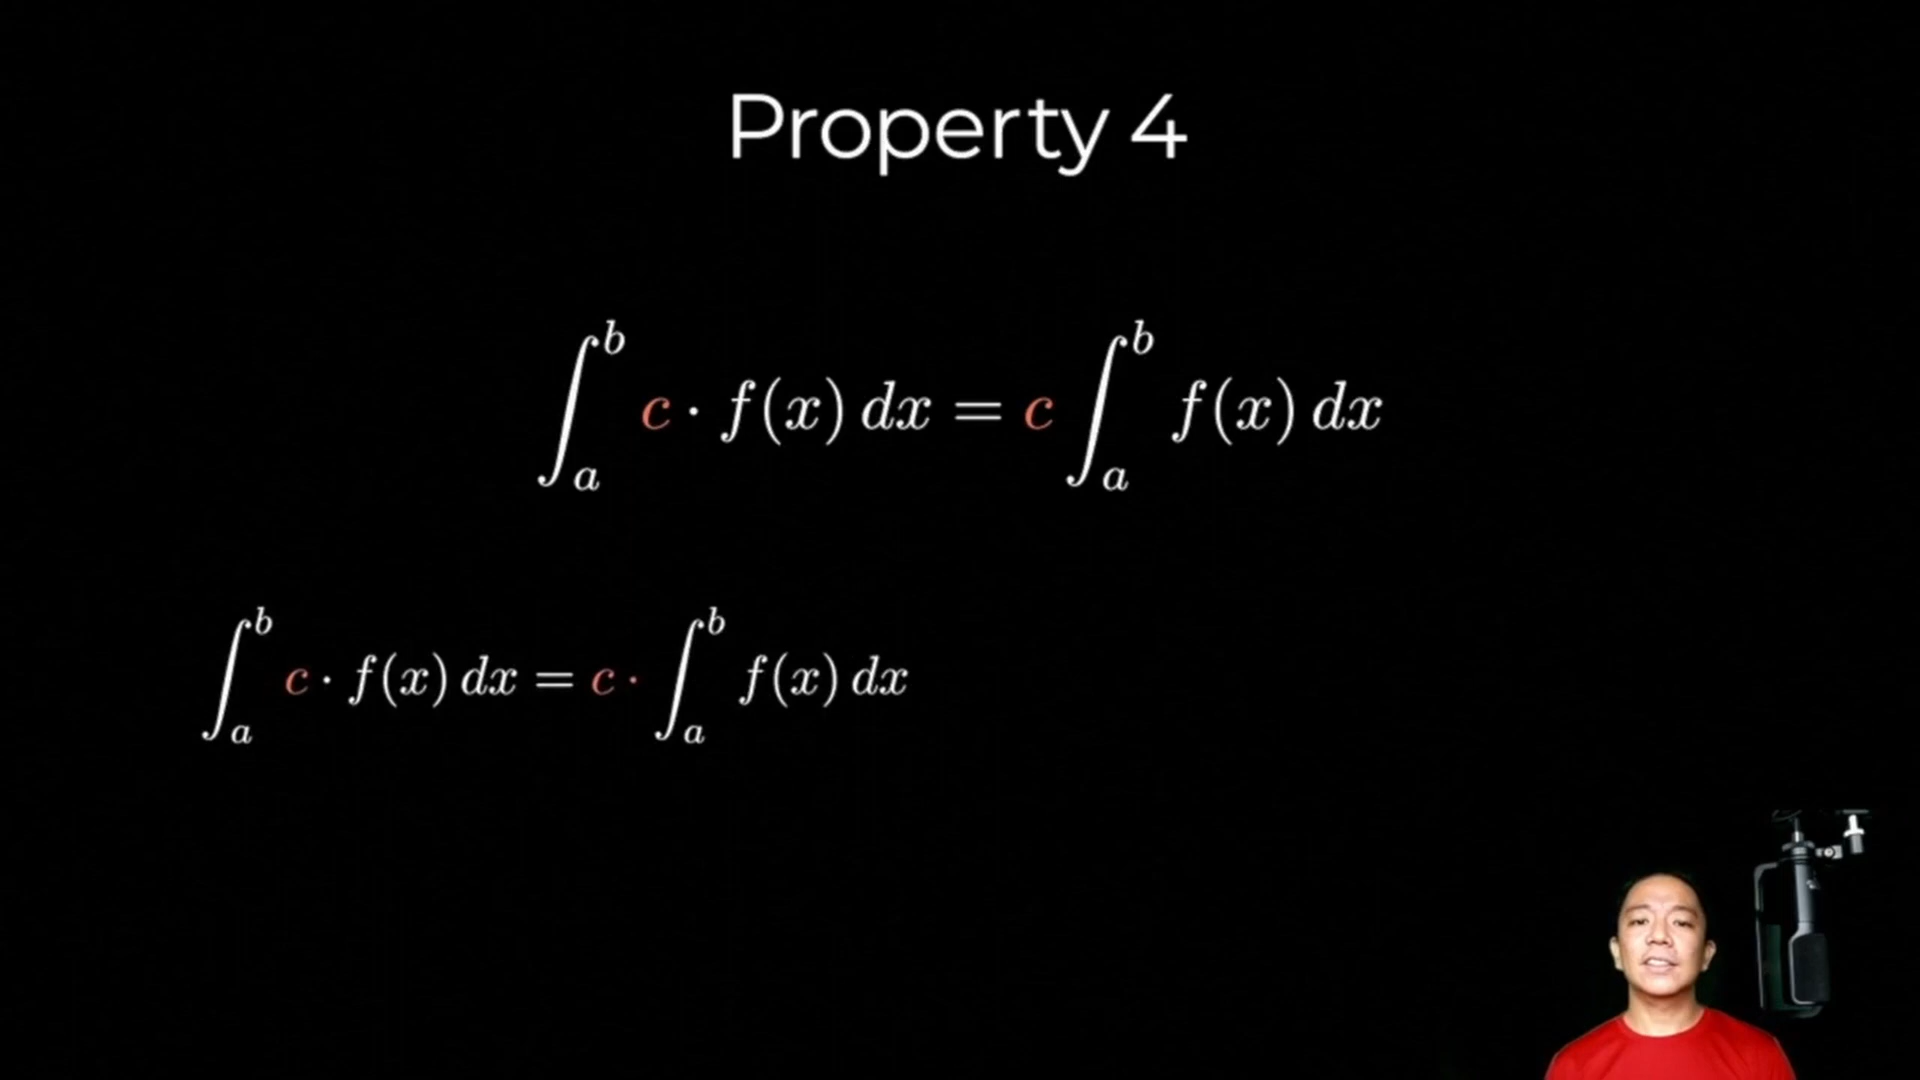 Property 4
∫_a^b c · f(x) dx = c ∫_a^b f(x) dx
∫_a^b c · f(x) dx = c · ∫_a^b f(x) dx